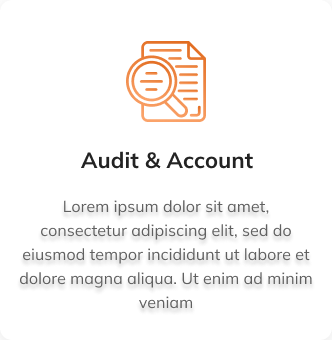 Audit & Account
Lorem ipsum dolor sit amet,
consectetur adipiscing elit, sed do
eiusmod tempor incididunt ut labore et
dolore magna aliqua. Ut enim ad minim
veniam